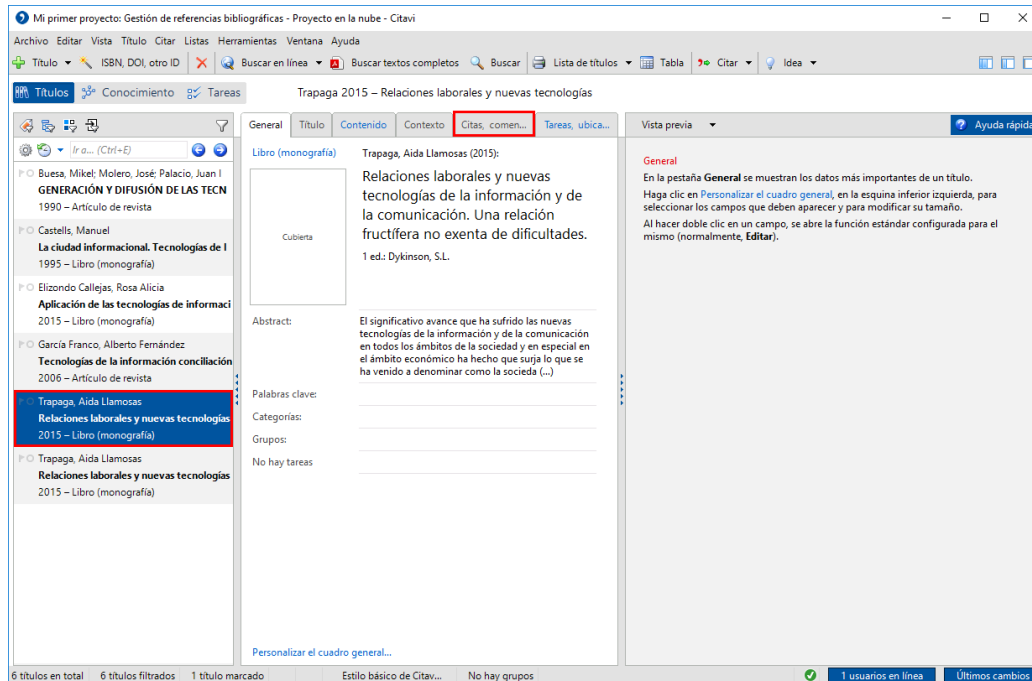 Mi primer proyecto: Gestión de referencias bibliográficas - Proyecto en la nube - Citavi
Archivo Editar Vista Título Citar Listas Herramientas Ventana Ayuda
Título ISBN, DOI, otro ID Buscar en línea Buscar textos completos Buscar Lista de títulos Tabla Citar Idea
Títulos Conocimiento Tareas Trapaga 2015 – Relaciones laborales y nuevas tecnologías
Ir a... (Ctrl+E)
Buesa, Mikel; Molero, José; Palacio, Juan I
GENERACIÓN Y DIFUSIÓN DE LAS TECN
1990 – Artículo de revista
Castells, Manuel
La ciudad informacional. Tecnologías de l
1995 – Libro (monografía)
Elizondo Callejas, Rosa Alicia
Aplicación de las tecnologías de informaci
2015 – Libro (monografía)
García Franco, Alberto Fernández
Tecnologías de la información conciliación
2006 – Artículo de revista
Trapaga, Aida Llamosas
Relaciones laborales y nuevas tecnologías
2015 – Libro (monografía)
Trapaga, Aida Llamosas
Relaciones laborales y nuevas tecnologías
2015 – Libro (monografía)
General Título Contenido Contexto Citas, comen... Tareas, ubica...
Libro (monografía)
Trapaga, Aida Llamosas (2015):
Relaciones laborales y nuevas
tecnologías de la información y de
la comunicación. Una relación
fructífera no exenta de dificultades.
1 ed.: Dykinson, S.L.
Cubierta
Abstract:
El significativo avance que ha sufrido las nuevas
tecnologías de la información y de la comunicación
en todos los ámbitos de la sociedad y en especial en
el ámbito económico ha hecho que surja lo que se
ha venido a denominar como la socieda (...)
Palabras clave:
Categorías:
Grupos:
No hay tareas
Personalizar el cuadro general...
Vista previa
Ayuda rápida
General
En la pestaña General se muestran los datos más importantes de un título.
Haga clic en Personalizar el cuadro general, en la esquina inferior izquierda, para
seleccionar los campos que deben aparecer y para modificar su tamaño.
Al hacer doble clic en un campo, se abre la función estándar configurada para el
mismo (normalmente, Editar).
6 títulos en total 6 títulos filtrados 1 título marcado Estilo básico de Citav... No hay grupos 1 usuarios en línea Últimos cambios